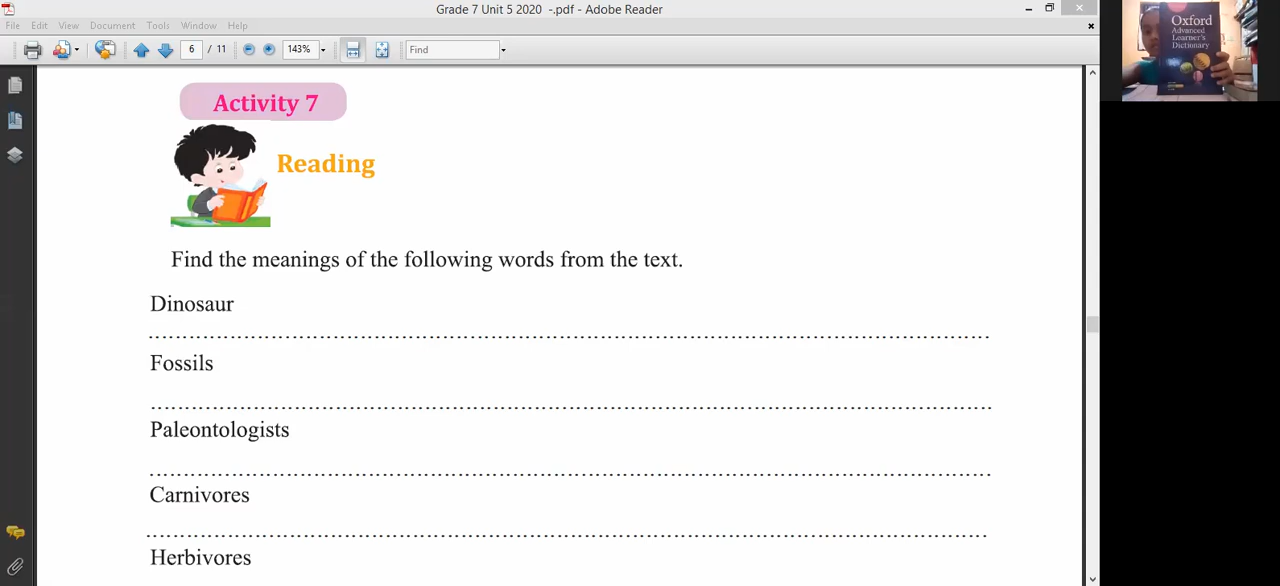 Grade 7 Unit 5 2020 -.pdf - Adobe Reader
File Edit View Document Tools Window Help
6 / 11 143% Find
Activity 7
Reading
Find the meanings of the following words from the text.
Dinosaur
Fossils
Paleontologists
Carnivores
Herbivores
Oxford
Advanced
Learner's
Dictionary